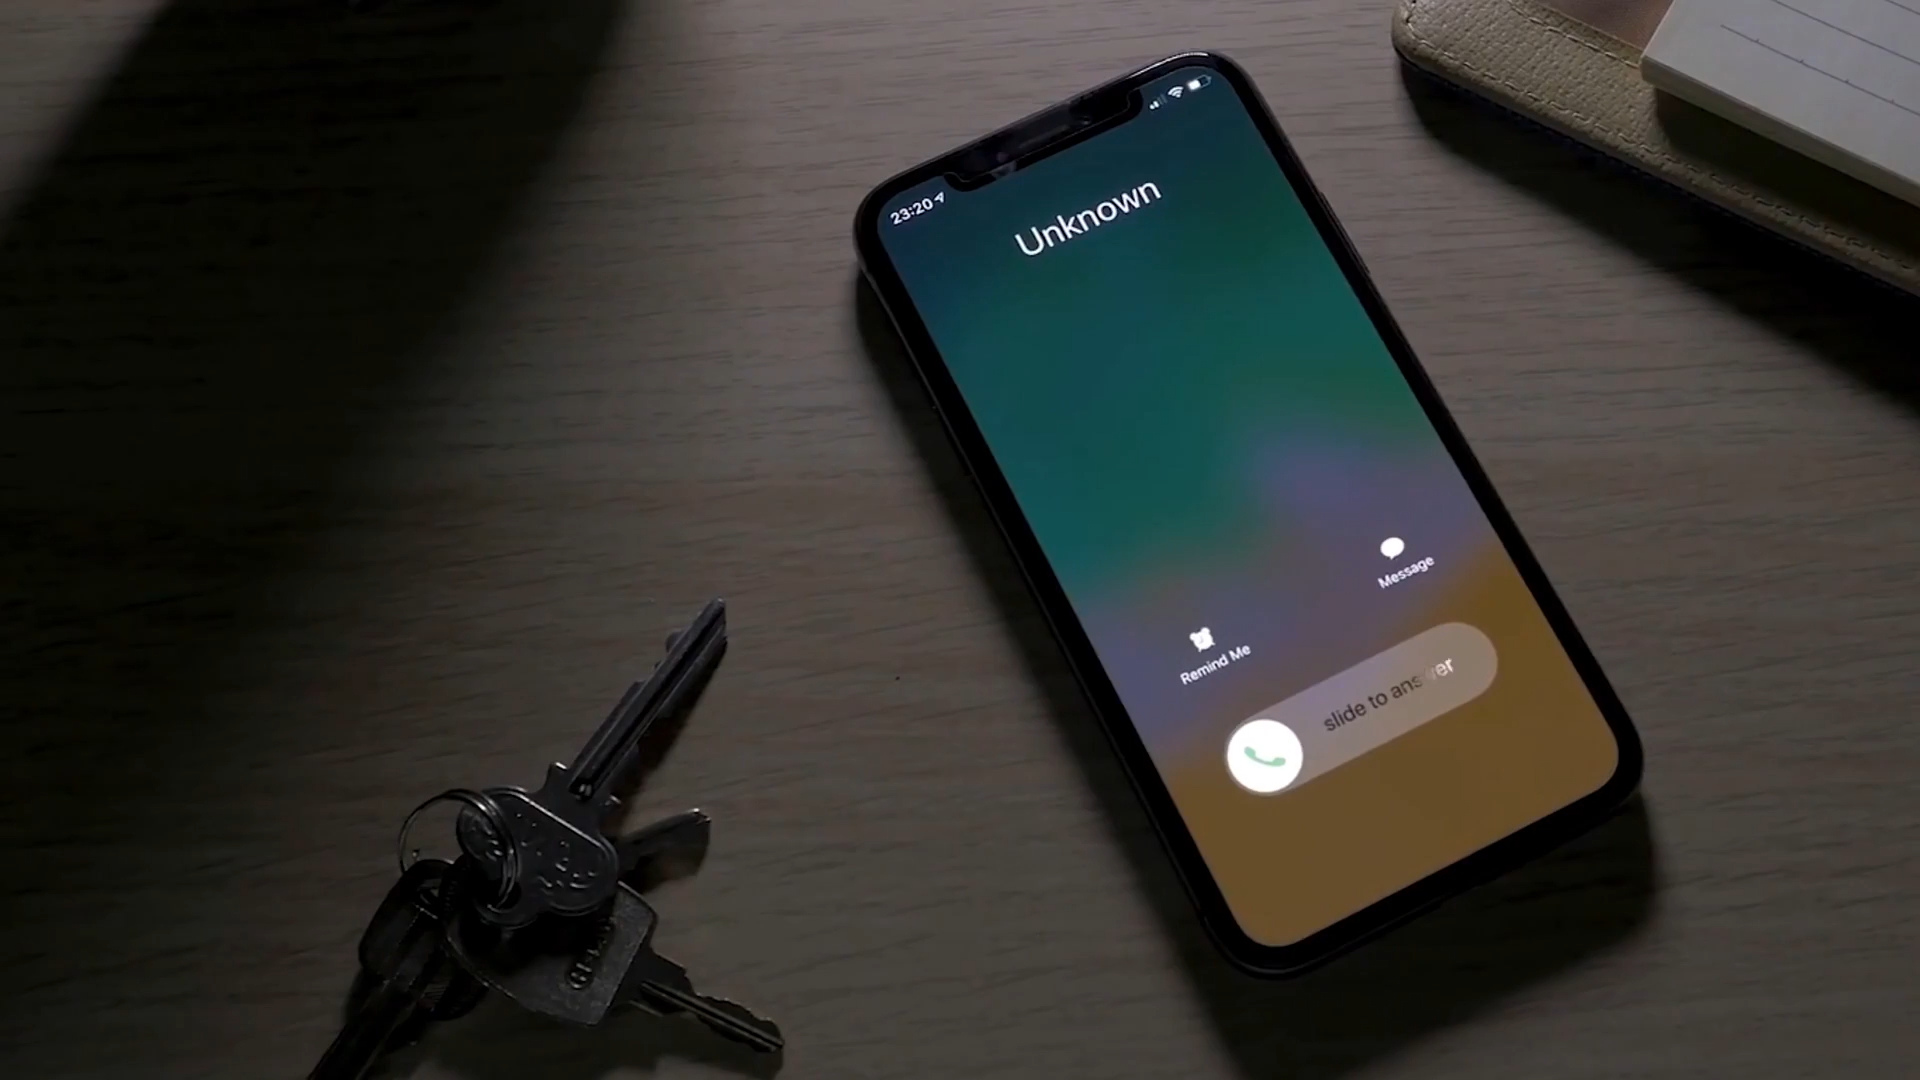 23:20
Unknown
Message
Remind Me
slide to answer